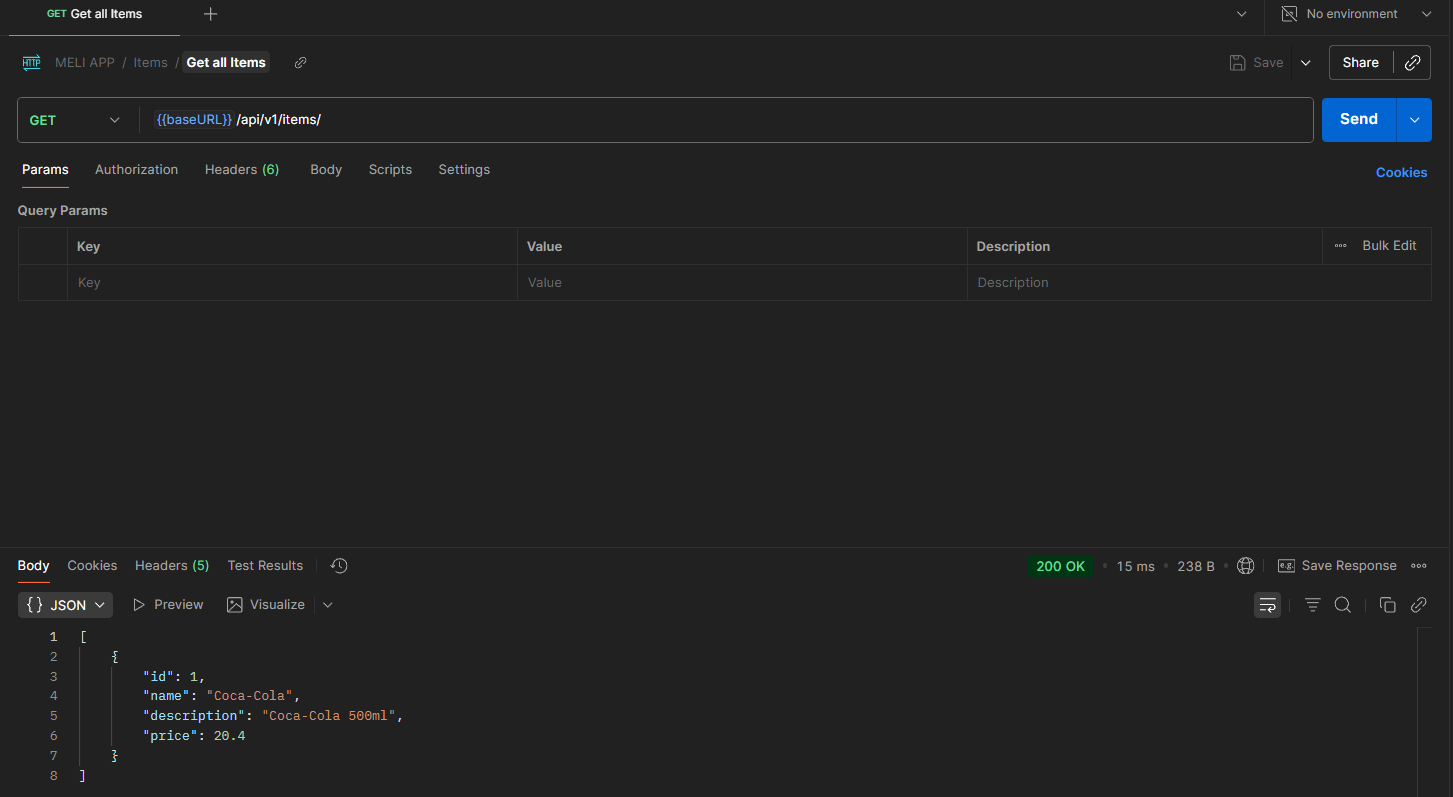 GET Get all Items
No environment
HTTP MELI APP / Items / Get all Items
Save
Share
GET
{{baseURL}} /api/v1/items/
Send
Params Authorization Headers (6) Body Scripts Settings
Cookies
Query Params
Key Value Description Bulk Edit
Key Value Description
Body Cookies Headers (5) Test Results
200 OK • 15 ms • 238 B • e.g. Save Response
{} JSON Preview Visualize
1 [
2 {
3 "id": 1,
4 "name": "Coca-Cola",
5 "description": "Coca-Cola 500ml",
6 "price": 20.4
7 }
8 ]